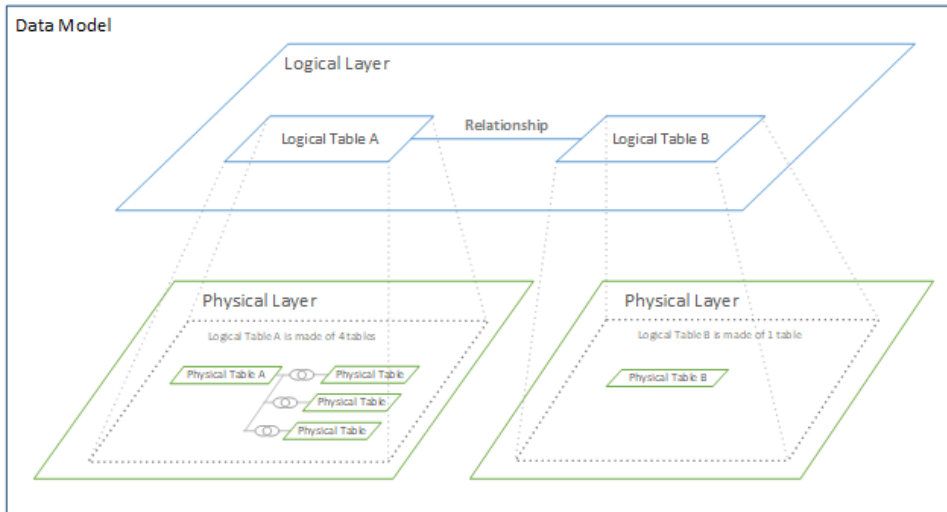 Data Model
Logical Layer
Logical Table A
Relationship
Logical Table B
Physical Layer
Logical Table A is made of 4 tables
Physical Table A
Physical Table
Physical Table
Physical Table
Physical Layer
Logical Table B is made of 1 table
Physical Table B